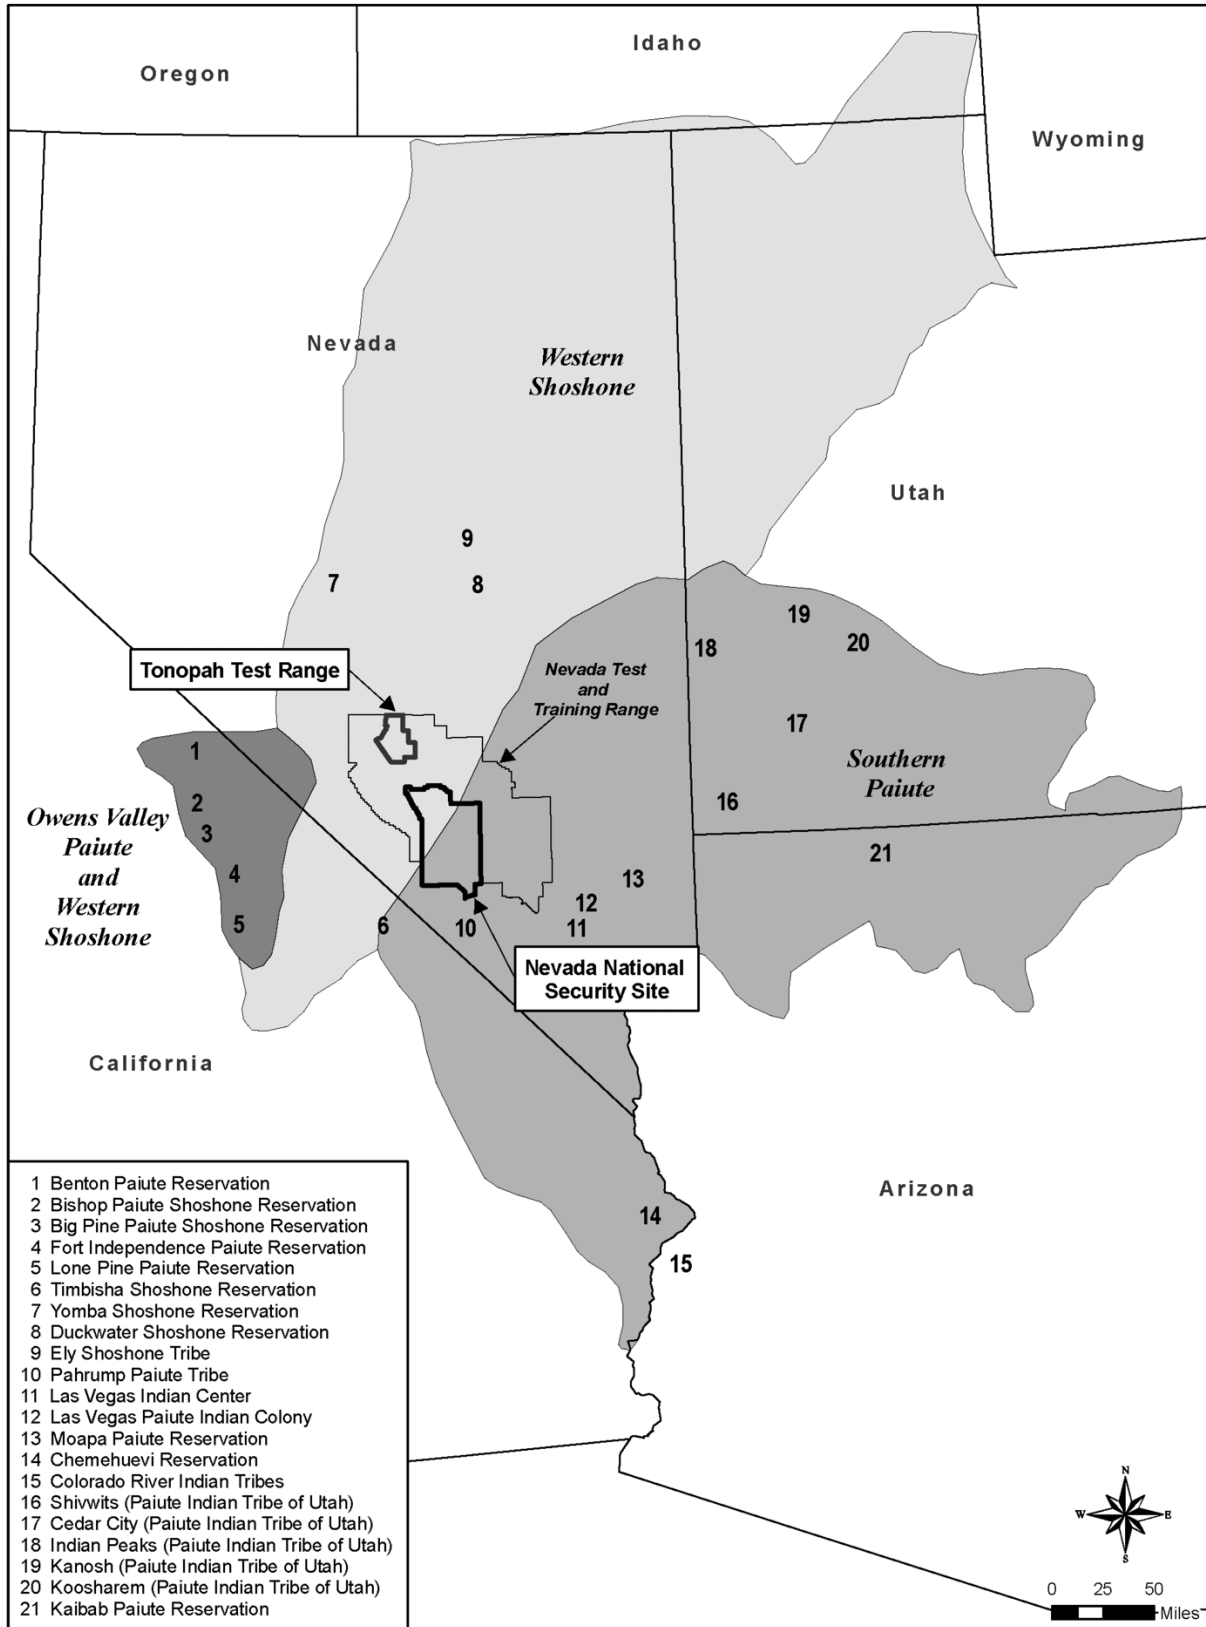 Oregon
Idaho
Wyoming
Nevada
Western
Shoshone
Utah
9
7
8
19
18
20
Tonopah Test Range
Nevada Test
and
Training Range
17
1
Southern
Paiute
2
16
Owens Valley
Paiute
and
Western
Shoshone
3
21
4
13
12
5
6
10
11
Nevada National
Security Site
California
Arizona
14
15
1 Benton Paiute Reservation
2 Bishop Paiute Shoshone Reservation
3 Big Pine Paiute Shoshone Reservation
4 Fort Independence Paiute Reservation
5 Lone Pine Paiute Reservation
6 Timbisha Shoshone Reservation
7 Yomba Shoshone Reservation
8 Duckwater Shoshone Reservation
9 Ely Shoshone Tribe
10 Pahrump Paiute Tribe
11 Las Vegas Indian Center
12 Las Vegas Paiute Indian Colony
13 Moapa Paiute Reservation
14 Chemehuevi Reservation
15 Colorado River Indian Tribes
16 Shivwits (Paiute Indian Tribe of Utah)
17 Cedar City (Paiute Indian Tribe of Utah)
18 Indian Peaks (Paiute Indian Tribe of Utah)
19 Kanosh (Paiute Indian Tribe of Utah)
20 Koosharem (Paiute Indian Tribe of Utah)
21 Kaibab Paiute Reservation
N
W E
S
0 25 50
Miles